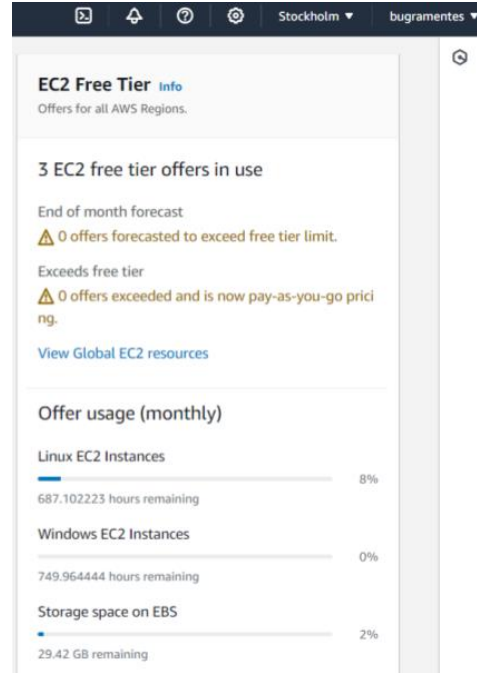 Stockholm ▼ bugramentes ▼
EC2 Free Tier Info
Offers for all AWS Regions.
3 EC2 free tier offers in use
End of month forecast
0 offers forecasted to exceed free tier limit.
Exceeds free tier
0 offers exceeded and is now pay-as-you-go prici
ng.
View Global EC2 resources
Offer usage (monthly)
Linux EC2 Instances
8%
687.102223 hours remaining
Windows EC2 Instances
0%
749.964444 hours remaining
Storage space on EBS
2%
29.42 GB remaining